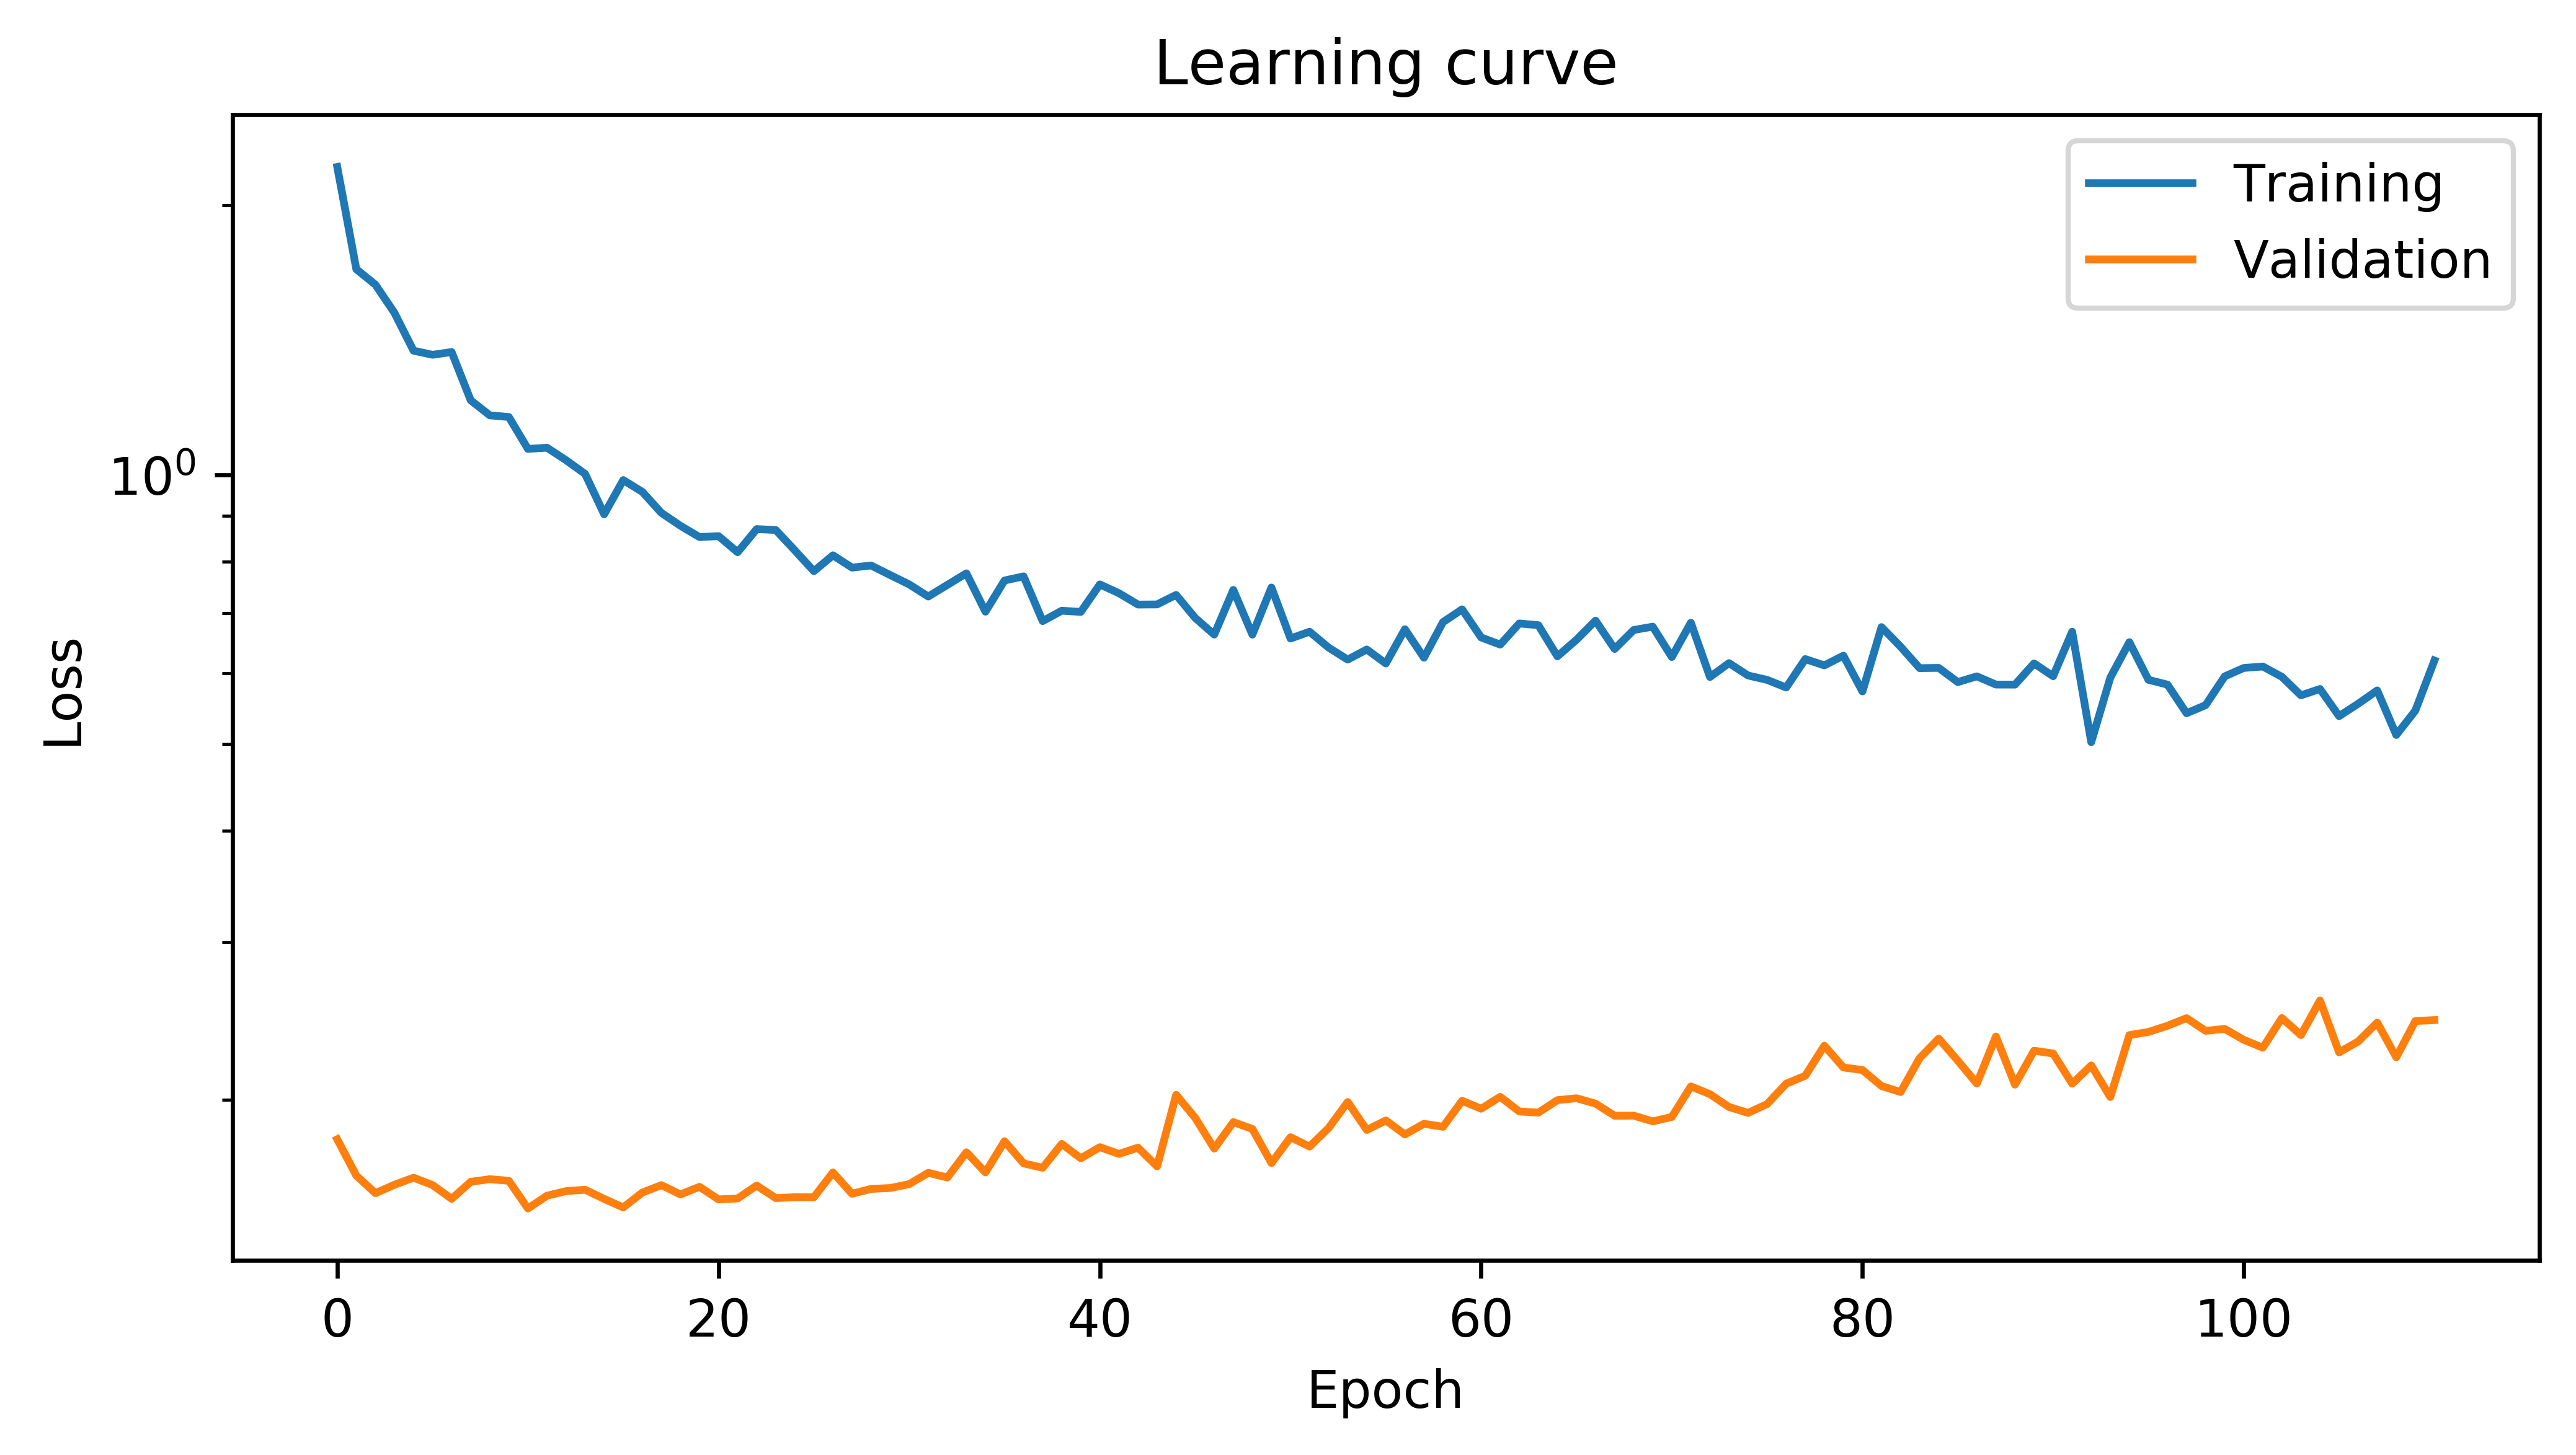 Learning curve
Training
Validation
10⁰
Loss
0 20 40 60 80 100
Epoch